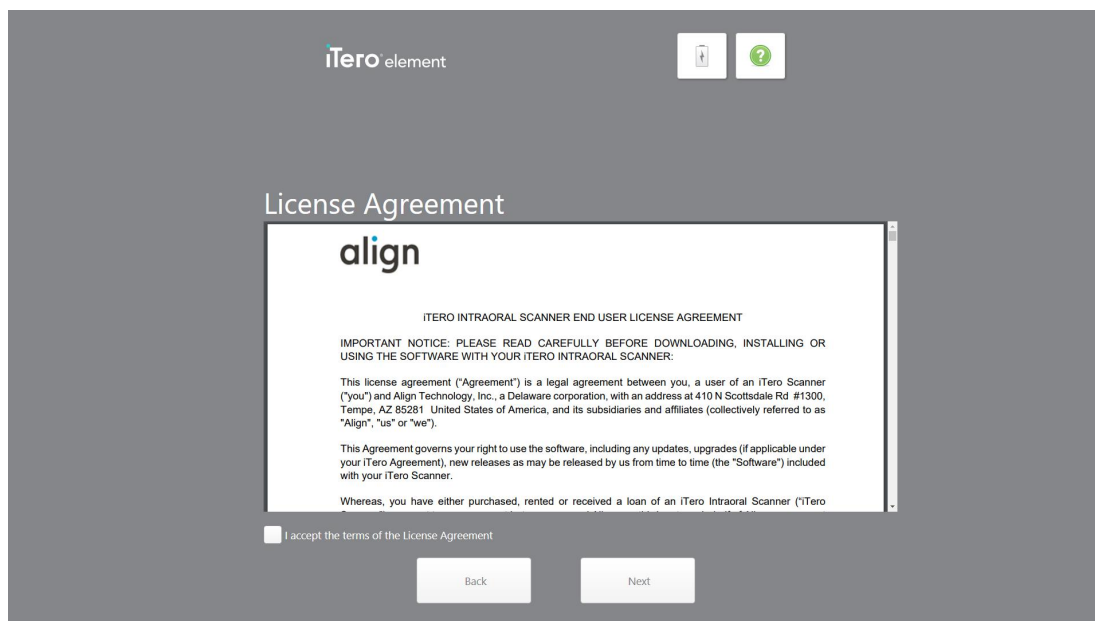 iTero element
?
License Agreement
align
iTERO INTRAORAL SCANNER END USER LICENSE AGREEMENT
IMPORTANT NOTICE: PLEASE READ CAREFULLY BEFORE DOWNLOADING, INSTALLING OR
USING THE SOFTWARE WITH YOUR iTERO INTRAORAL SCANNER:
This license agreement (“Agreement”) is a legal agreement between you, a user of an iTero Scanner
("you") and Align Technology, Inc., a Delaware corporation, with an address at 410 N Scottsdale Rd #1300,
Tempe, AZ 85281 United States of America, and its subsidiaries and affiliates (collectively referred to as
"Align", "us" or "we").
This Agreement governs your right to use the software, including any updates, upgrades (if applicable under
your iTero Agreement), new releases as may be released by us from time to time (the "Software") included
with your iTero Scanner.
Whereas, you have either purchased, rented or received a loan of an iTero Intraoral Scanner (“iTero
I accept the terms of the License Agreement
Back
Next